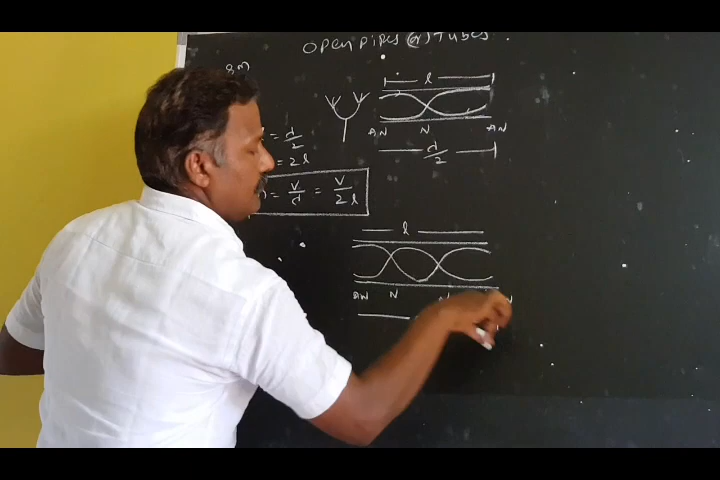 open pipes (or) Tubes .
l
AN N AN
λ/2
= λ/2
= 2l
= V/λ = V/2l
l
AN N